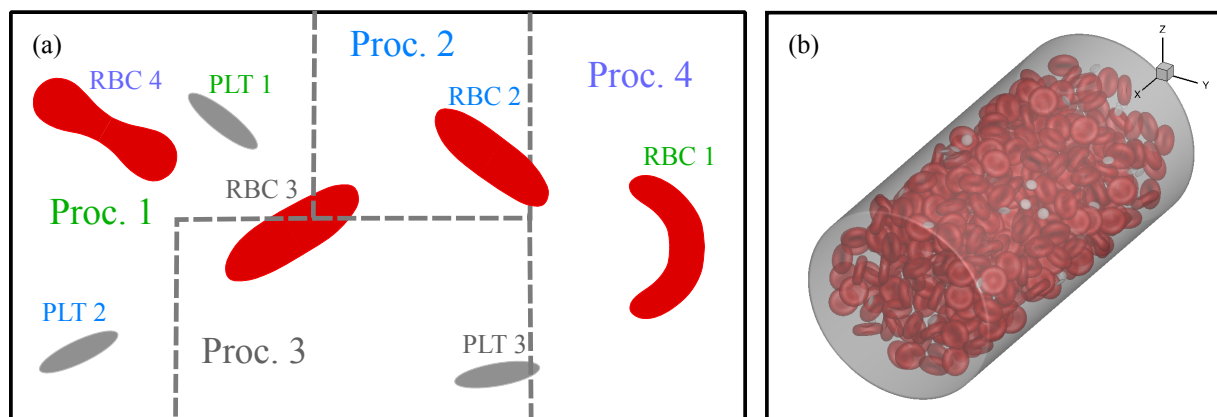 (a)
Proc. 2
Proc. 4
RBC 4
PLT 1
RBC 2
RBC 1
RBC 3
Proc. 1
PLT 2
Proc. 3
PLT 3
(b)
Z
X
Y